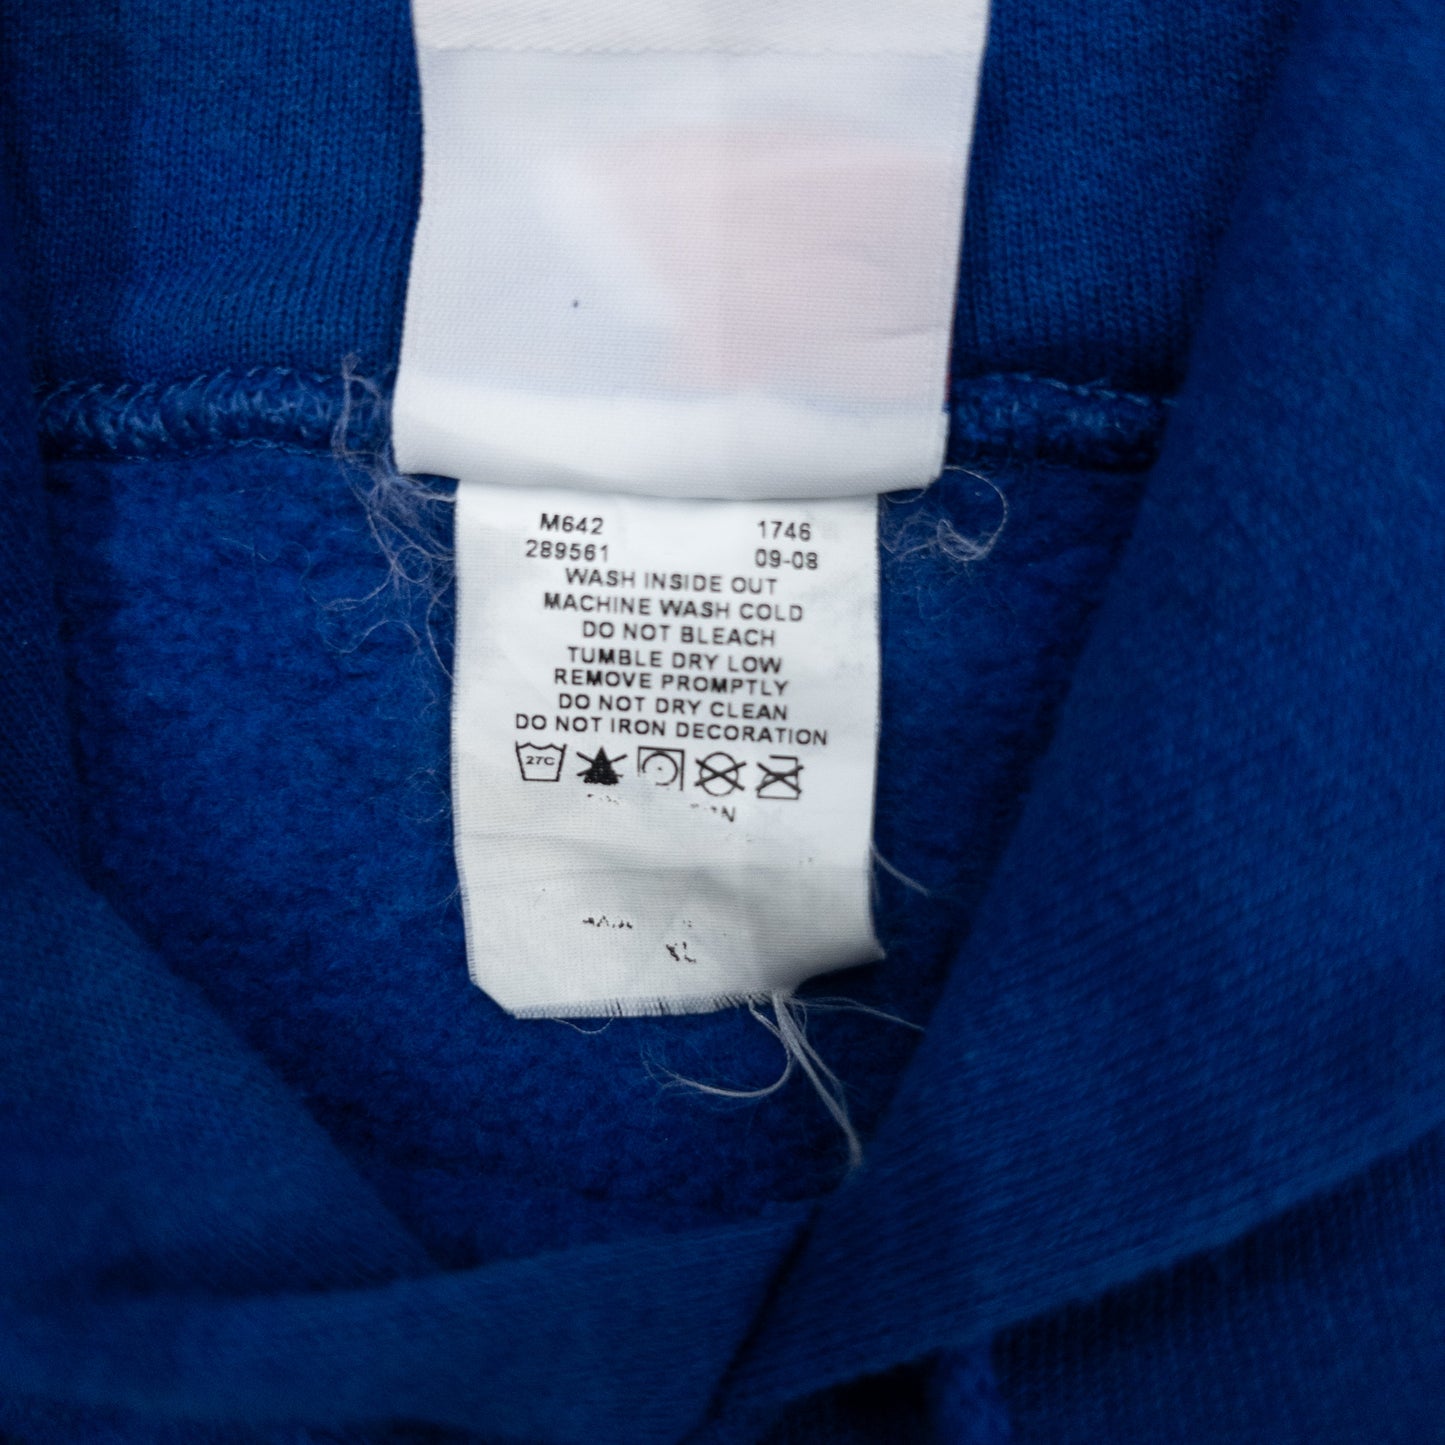 M642 1746
289561 09-08
WASH INSIDE OUT
MACHINE WASH COLD
DO NOT BLEACH
TUMBLE DRY LOW
REMOVE PROMPTLY
DO NOT DRY CLEAN
DO NOT IRON DECORATION
27C
XL